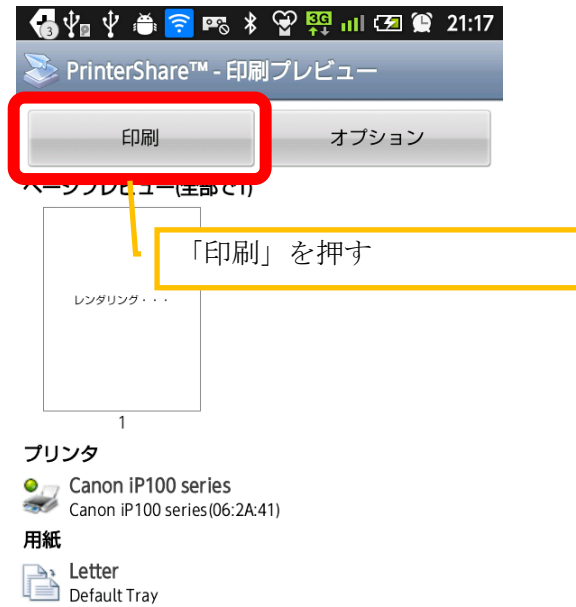 3
3G
21:17
PrinterShare™ - 印刷プレビュー
印刷
オプション
ページプレビュー(全部で1)
「印刷」を押す
レンダリング・・・
1
プリンタ
Canon iP100 series
Canon iP100 series(06:2A:41)
用紙
Letter
Default Tray